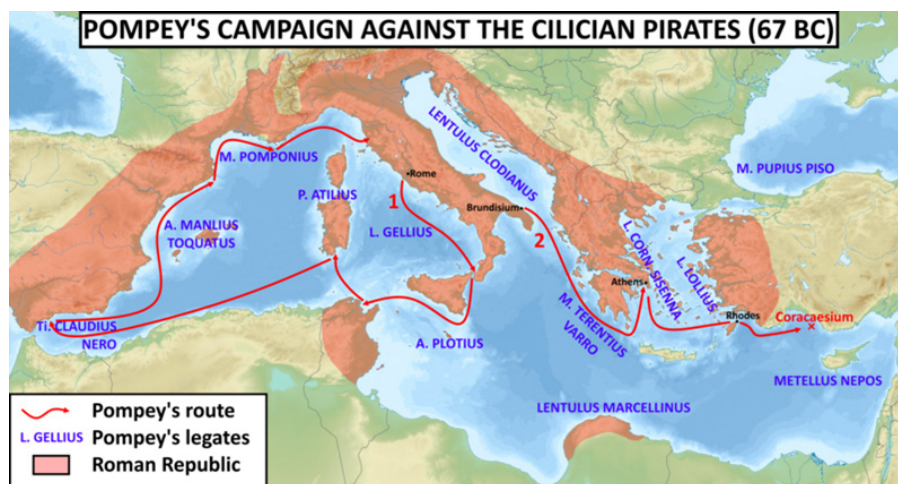 POMPEY'S CAMPAIGN AGAINST THE CILICIAN PIRATES (67 BC)
LENTULUS CLODIANUS
M. POMPONIUS
M. PUPIUS PISO
Rome
P. ATILIUS
1
Brundisium
A. MANLIUS
TOQUATUS
L. GELLIUS
2
L. CORN. SISENNA
L. LOLLIUS
Athens
M. TERENTIUS
VARRO
Rhodes
Coracaesium
Ti. CLAUDIUS
NERO
A. PLOTIUS
METELLUS NEPOS
LENTULUS MARCELLINUS
Pompey's route
L. GELLIUS Pompey's legates
Roman Republic